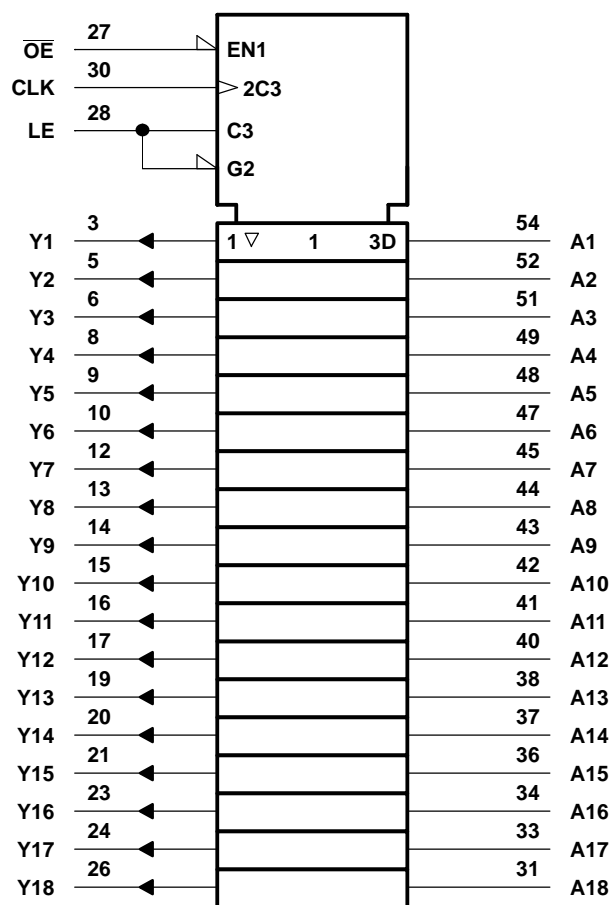 OE 27 EN1
CLK 30 2C3
LE 28 C3
G2
Y1 3 1 ▽ 1 3D 54 A1
Y2 5 52 A2
Y3 6 51 A3
Y4 8 49 A4
Y5 9 48 A5
Y6 10 47 A6
Y7 12 45 A7
Y8 13 44 A8
Y9 14 43 A9
Y10 15 42 A10
Y11 16 41 A11
Y12 17 40 A12
Y13 19 38 A13
Y14 20 37 A14
Y15 21 36 A15
Y16 23 34 A16
Y17 24 33 A17
Y18 26 31 A18